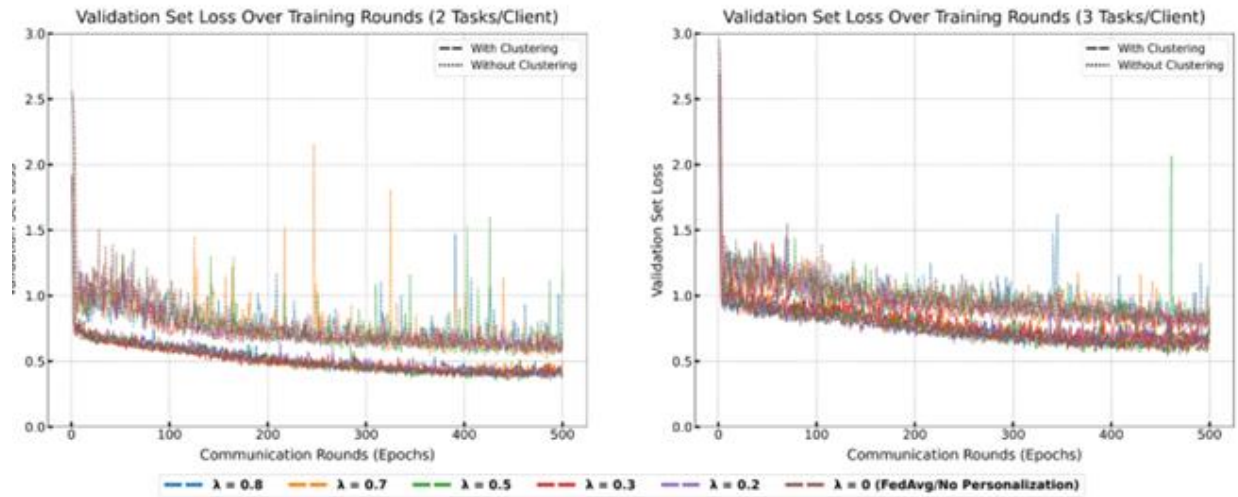 Validation Set Loss Over Training Rounds (2 Tasks/Client)
3.0
2.5
2.0
1.5
1.0
0.5
0.0
With Clustering
Without Clustering
0 100 200 300 400 500
Communication Rounds (Epochs)
Validation Set Loss
Validation Set Loss Over Training Rounds (3 Tasks/Client)
Validation Set Loss
3.0
2.5
2.0
1.5
1.0
0.5
0.0
With Clustering
Without Clustering
0 100 200 300 400 500
Communication Rounds (Epochs)
λ = 0.8 λ = 0.7 λ = 0.5 λ = 0.3 λ = 0.2 λ = 0 (FedAvg/No Personalization)